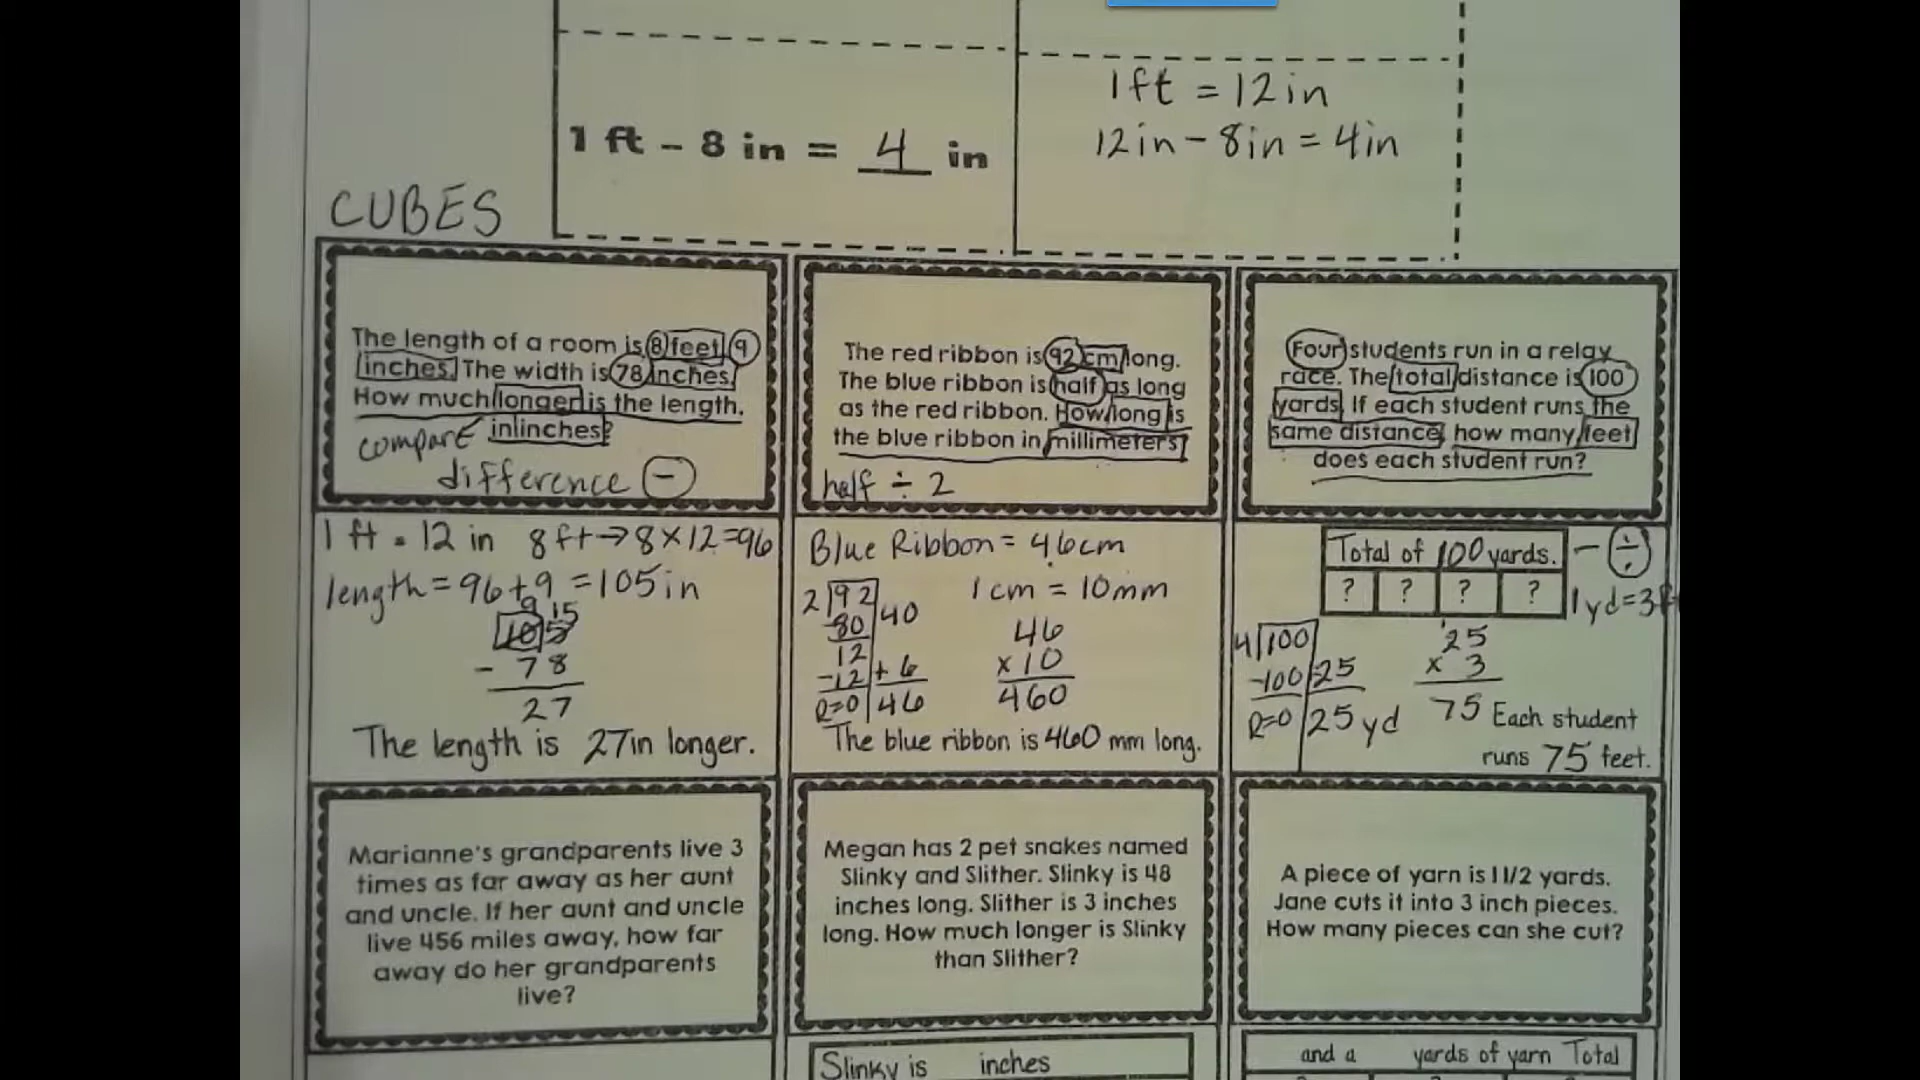 1 ft - 8 in = 4 in
1ft = 12in
12in - 8in = 4in
CUBES
The length of a room is 8 feet 9
inches. The width is 78 inches.
How much longer is the length
in inches?
compare
difference -
1 ft = 12 in 8ft→8×12=96
length = 96+9 = 105in
9 15
105
- 78
27
The length is 27in longer.
The red ribbon is 92 cm long.
The blue ribbon is half as long
as the red ribbon. How long is
the blue ribbon in millimeters?
half ÷ 2
Blue Ribbon = 46cm
1cm = 10mm
2 92
-80 40
12
-12 +6
R=0 46
46
×10
460
The blue ribbon is 460 mm long.
Four students run in a relay
race. The total distance is 100
yards. If each student runs the
same distance, how many feet
does each student run?
Total of 100 yards. - ÷
? ? ? ?
1yd=3f
4 100
-100 25
R=0 25yd
25
× 3
75
Each student
runs 75 feet.
Marianne's grandparents live 3
times as far away as her aunt
and uncle. If her aunt and uncle
live 456 miles away, how far
away do her grandparents
live?
Megan has 2 pet snakes named
Slinky and Slither. Slinky is 48
inches long. Slither is 3 inches
long. How much longer is Slinky
than Slither?
A piece of yarn is 1 1/2 yards.
Jane cuts it into 3 inch pieces.
How many pieces can she cut?
Slinky is inches
and a yards of yarn Total